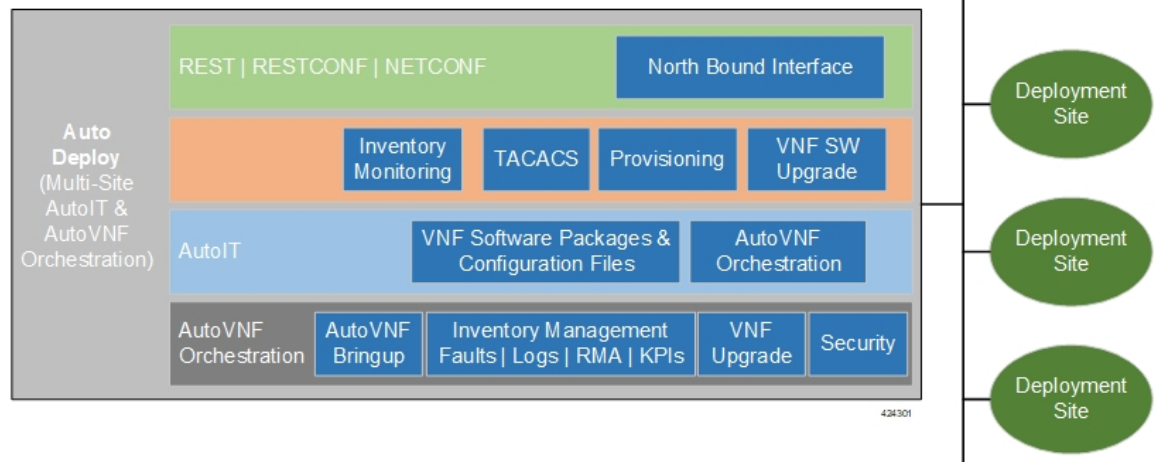 Auto
Deploy
(Multi-Site
AutoIT &
AutoVNF
Orchestration)
REST | RESTCONF | NETCONF
North Bound Interface
Inventory
Monitoring
TACACS
Provisioning
VNF SW
Upgrade
AutoIT
VNF Software Packages &
Configuration Files
AutoVNF
Orchestration
AutoVNF
Orchestration
AutoVNF
Bringup
Inventory Management
Faults | Logs | RMA | KPIs
VNF
Upgrade
Security
424301
Deployment
Site
Deployment
Site
Deployment
Site